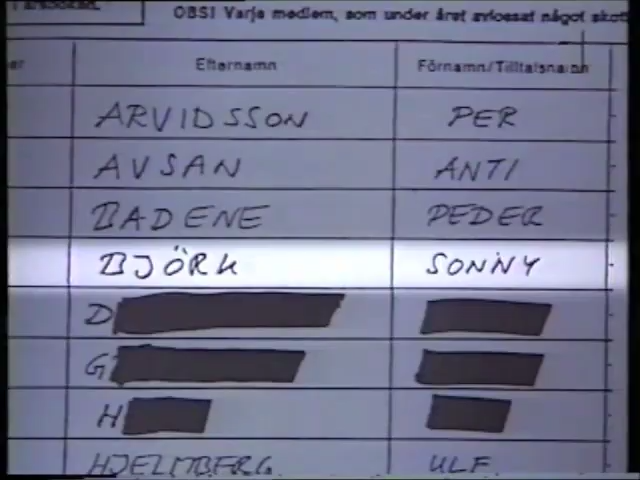 OBS! Varje medlem, som under året avlossat något skott
Efternamn Förnamn/Tilltalsnamn
ARVIDSSON PER
AVSAN ANTI
BADENE PEDER
BJÖRK SONNY
D
G
H
HJELMBERG ULF